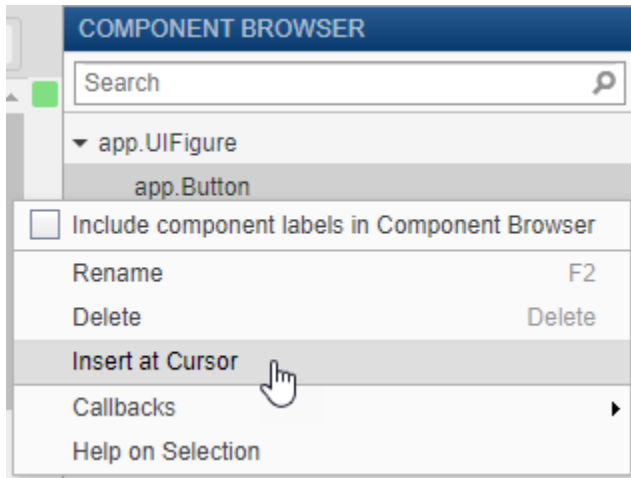 COMPONENT BROWSER
Search
app.UIFigure
app.Button
Include component labels in Component Browser
Rename F2
Delete Delete
Insert at Cursor
Callbacks
Help on Selection